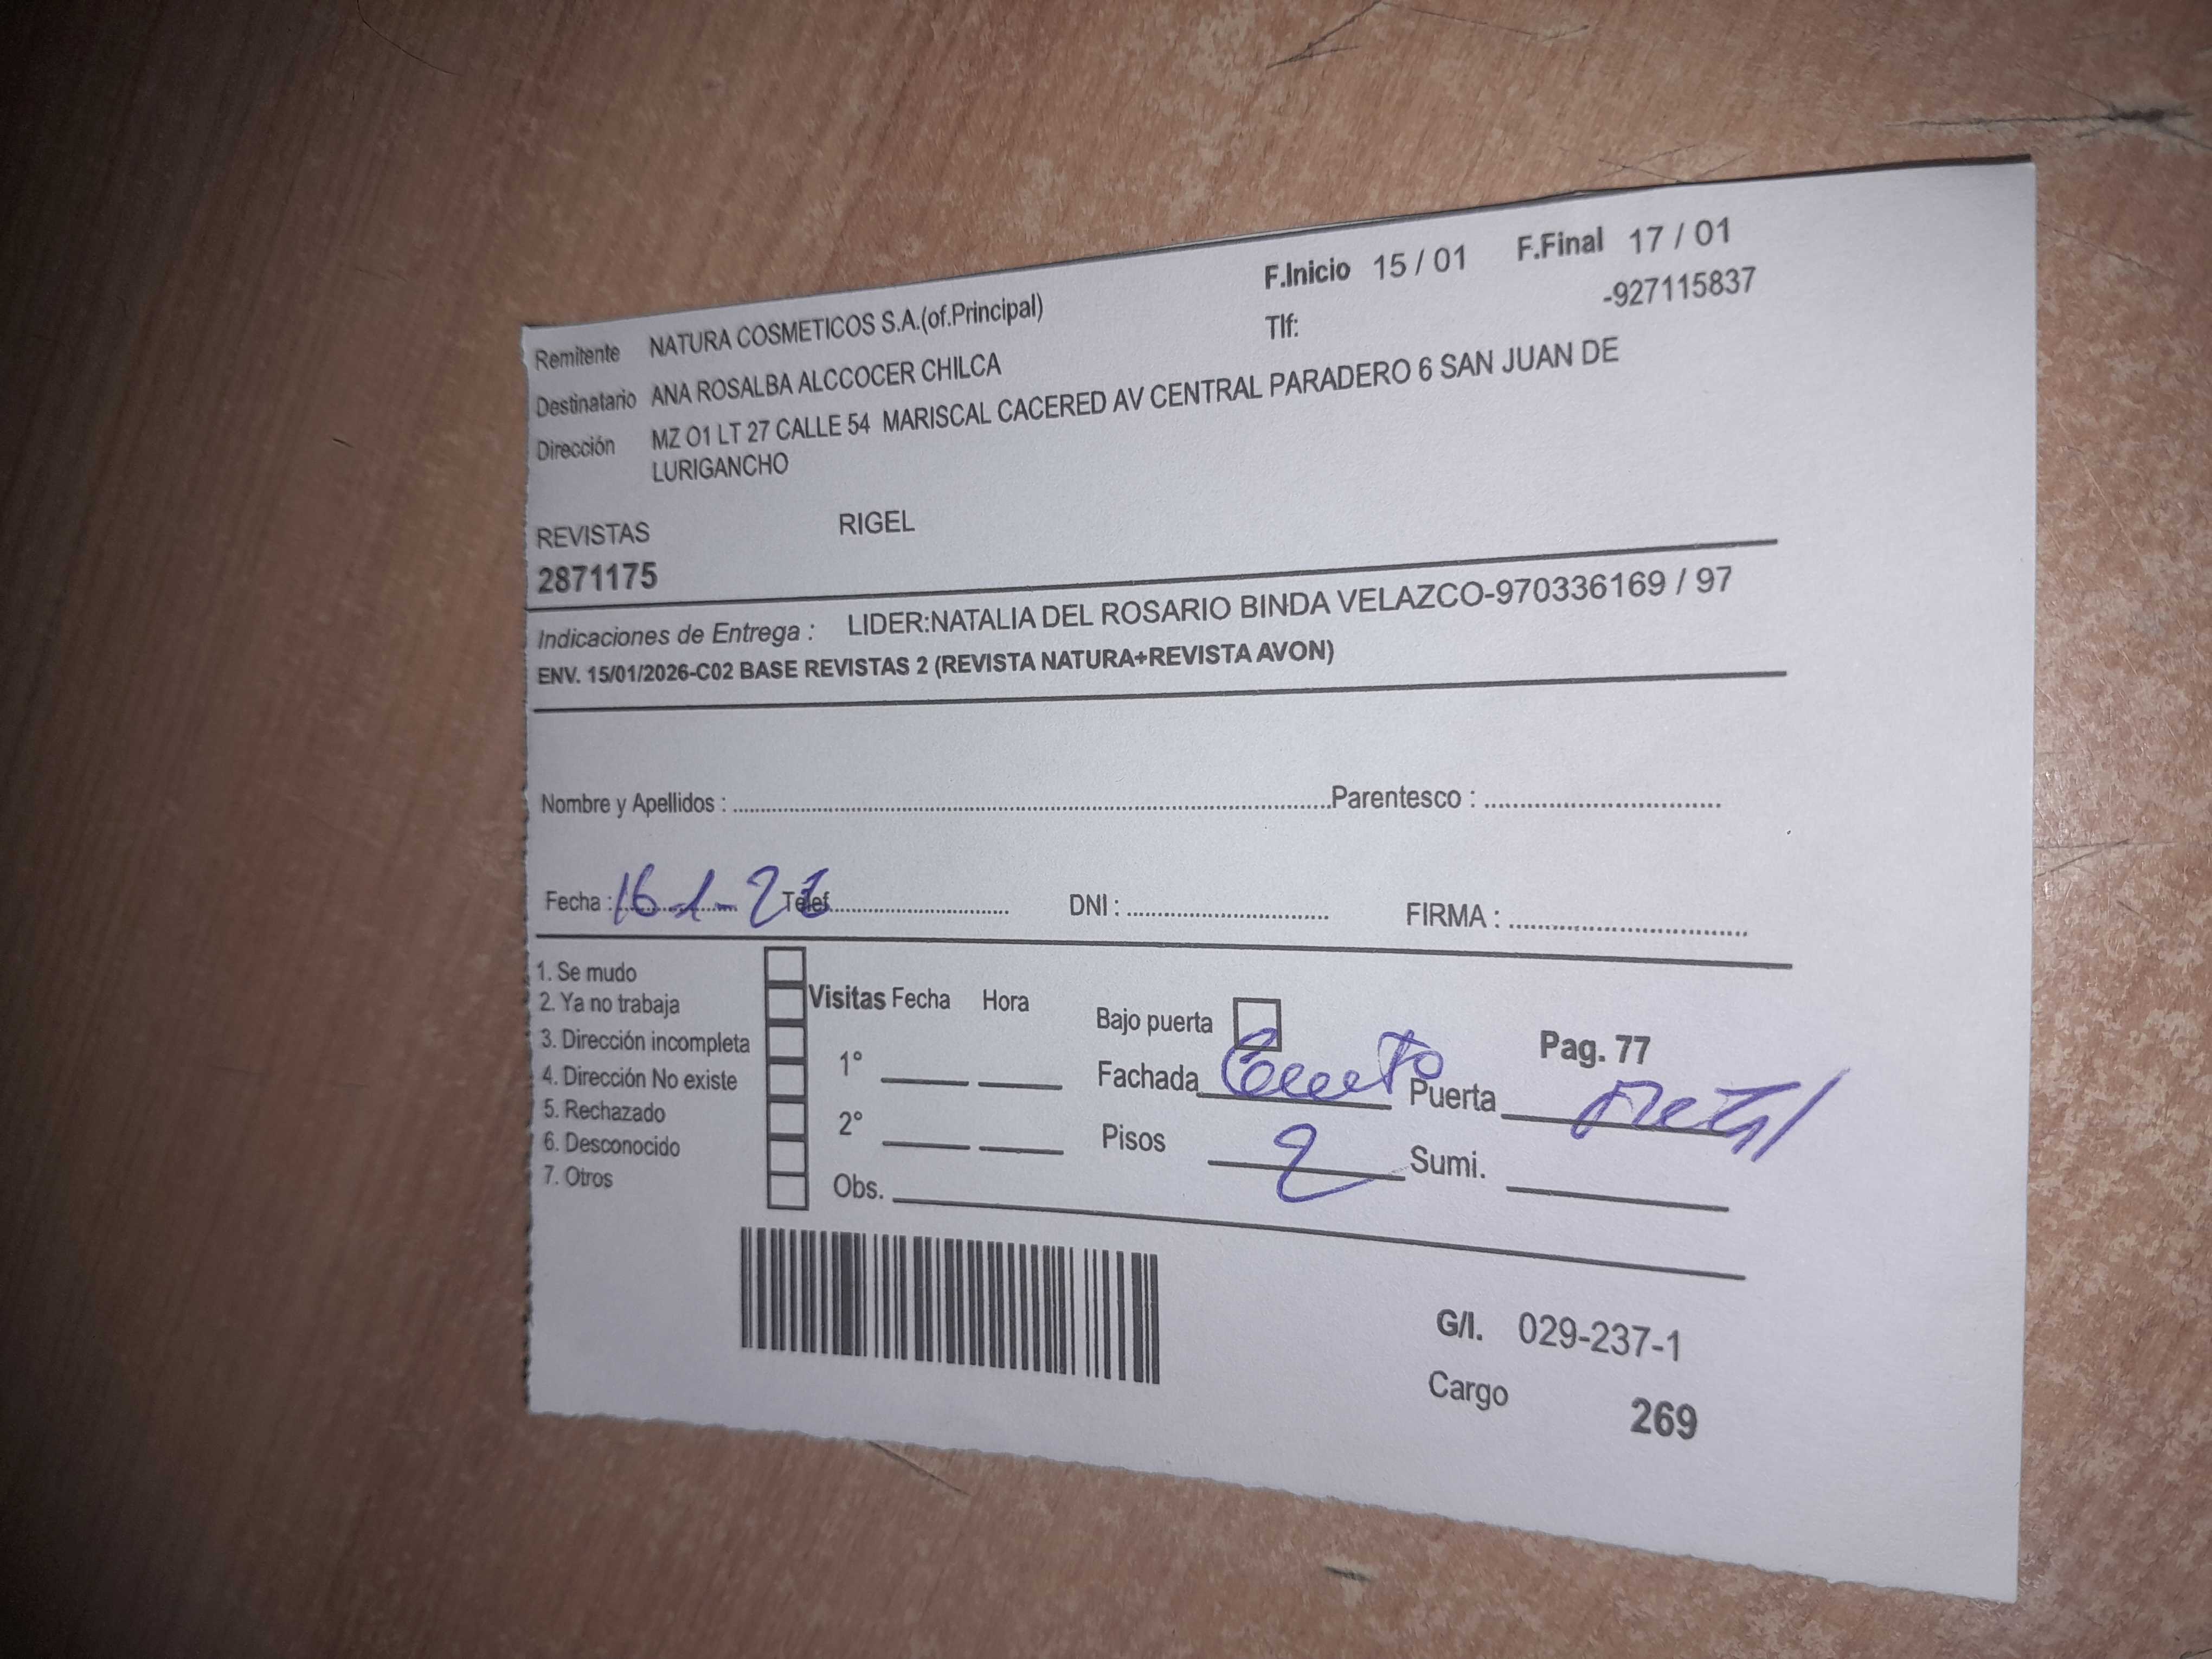 F.Inicio 15 / 01 F.Final 17 / 01
Remitente NATURA COSMETICOS S.A.(of.Principal) Tlf: -927115837
Destinatario ANA ROSALBA ALCCOCER CHILCA
Dirección MZ O1 LT 27 CALLE 54 MARISCAL CACERED AV CENTRAL PARADERO 6 SAN JUAN DE
LURIGANCHO
REVISTAS RIGEL
2871175
Indicaciones de Entrega : LIDER:NATALIA DEL ROSARIO BINDA VELAZCO-970336169 / 97
ENV. 15/01/2026-C02 BASE REVISTAS 2 (REVISTA NATURA+REVISTA AVON)
Nombre y Apellidos : Parentesco :
Fecha : 16-1-26 Telef DNI : FIRMA :
1. Se mudo
2. Ya no trabaja
3. Dirección incompleta
4. Dirección No existe
5. Rechazado
6. Desconocido
7. Otros
Visitas Fecha Hora
1°
2°
Obs.
Bajo puerta Pag. 77
Fachada Puerta metal
Pisos 2 Sumi.
G/I. 029-237-1
Cargo 269